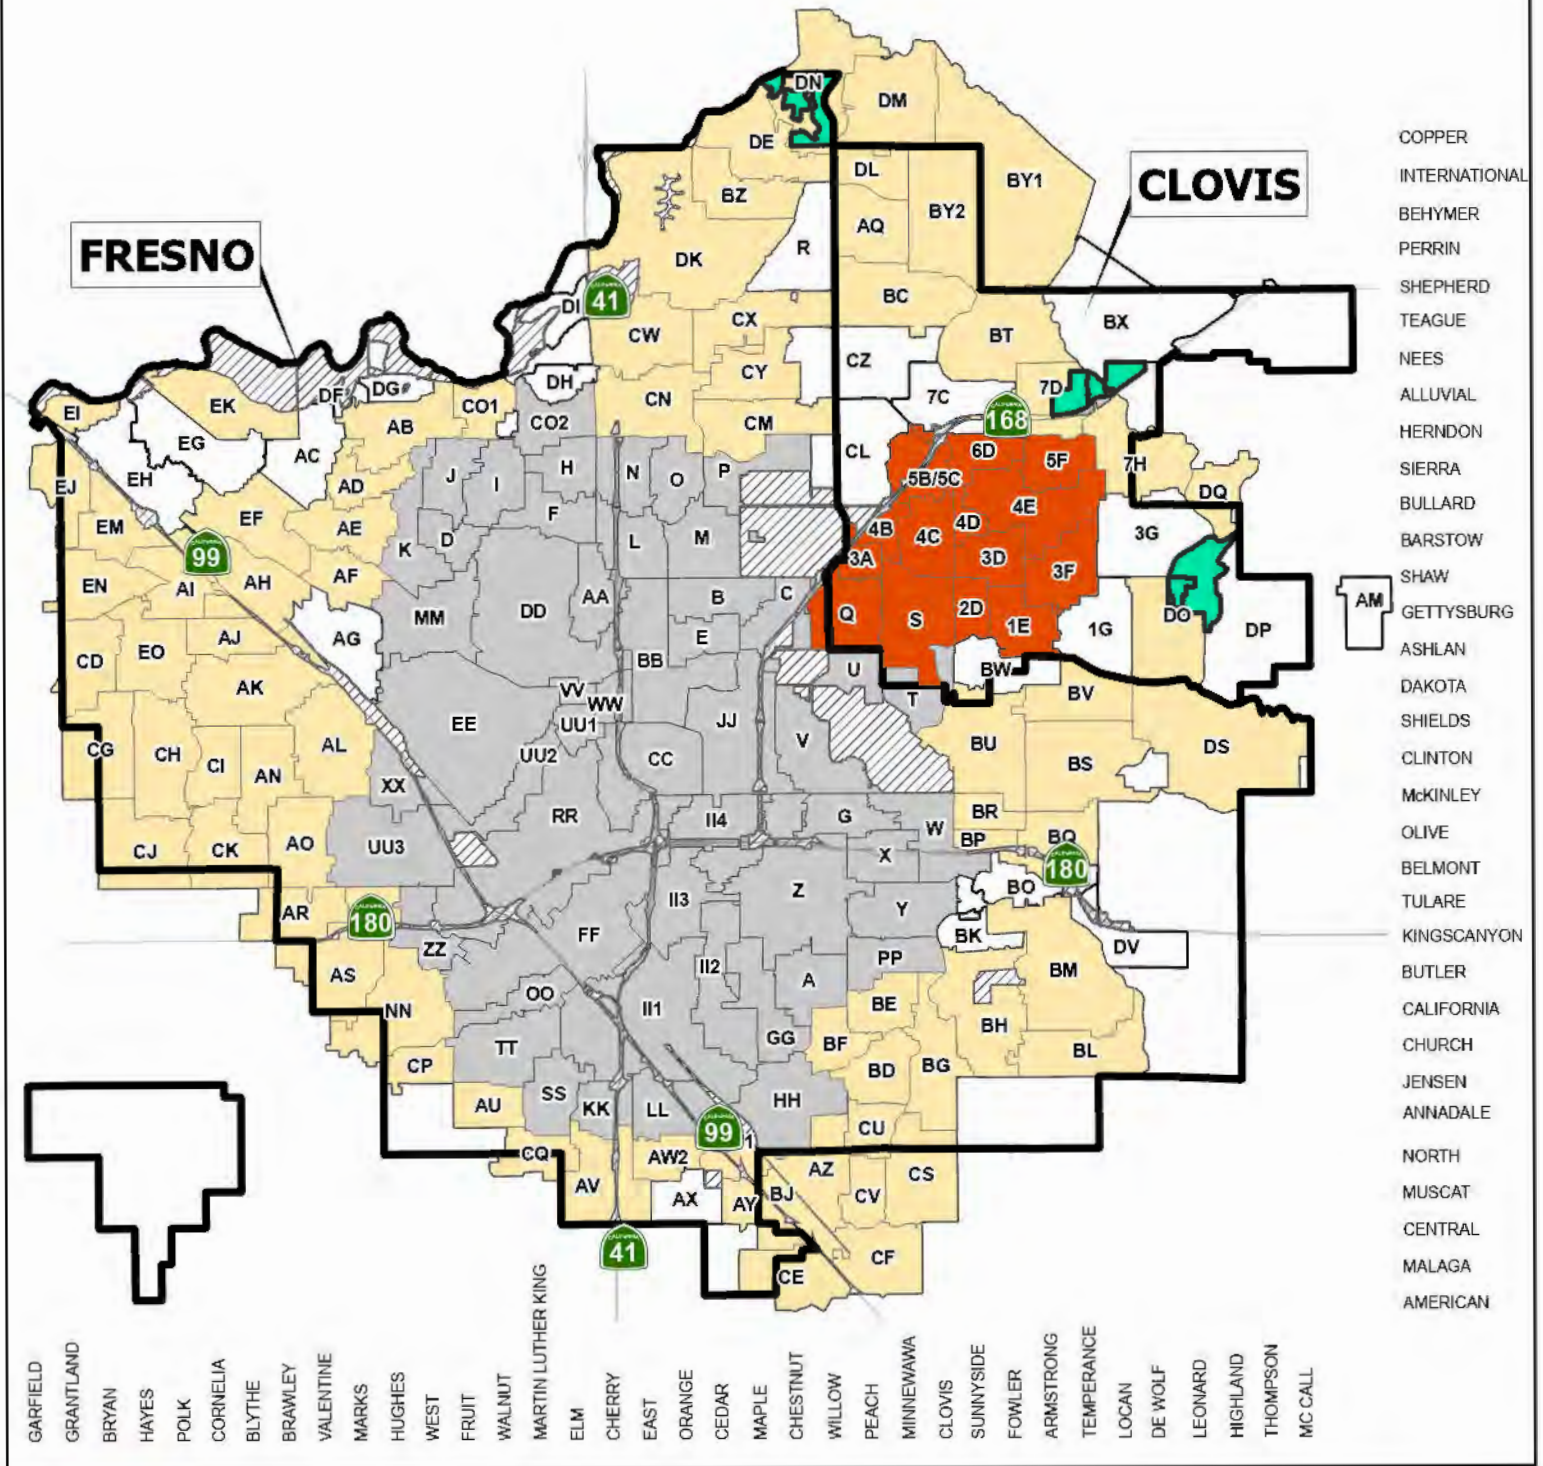 DN
DM
DE
COPPER
DL
INTERNATIONAL
BY1
CLOVIS
BZ
BY2
BEHYMER
AQ
FRESNO
R
PERRIN
DK
SHEPHERD
BC
DI
CALIFORNIA
41
CX
BX
TEAGUE
CW
BT
NEES
CZ
CY
DH
DF
DG
7D
ALLUVIAL
7C
CN
EI
EK
CO1
CALIFORNIA
168
AB
CO2
CM
HERNDON
EG
AC
CL
6D
5F
7H
SIERRA
H
N
O
P
J
I
5B/5C
EH
EJ
AD
DQ
BULLARD
4E
F
EF
EM
AE
4B
4D
4C
3G
BARSTOW
D
K
L
M
CALIFORNIA
99
3A
3D
3F
SHAW
AF
AH
EN
AI
AA
B
C
AM
DD
GETTYSBURG
MM
Q
S
2D
1E
1G
DO
DP
AG
AJ
E
EO
CD
ASHLAN
BB
U
BW
AK
DAKOTA
VV
WW
T
BV
SHIELDS
EE
UU1
JJ
V
BU
DS
CG
CH
AL
UU2
CC
CLINTON
CI
AN
BS
XX
McKINLEY
RR
II4
G
W
BR
OLIVE
AO
UU3
BP
BQ
CJ
CK
X
CALIFORNIA
180
BELMONT
Z
BO
II3
TULARE
AR
CALIFORNIA
180
Y
FF
BK
KINGSCANYON
ZZ
DV
PP
II2
BM
BUTLER
AS
A
OO
NN
II1
BE
CALIFORNIA
BH
GG
BF
TT
BL
CHURCH
CP
BD
BG
JENSEN
SS
HH
AU
KK
LL
ANNADALE
CALIFORNIA
99
1
CU
CQ
AW2
NORTH
AZ
CS
AV
AX
AY
BJ
CV
MUSCAT
CENTRAL
CALIFORNIA
41
CF
MALAGA
CE
AMERICAN
GARFIELD
GRANTLAND
BRYAN
HAYES
POLK
CORNELIA
BLYTHE
BRAWLEY
VALENTINE
MARKS
HUGHES
WEST
FRUIT
WALNUT
MARTIN LUTHER KING
ELM
CHERRY
EAST
ORANGE
CEDAR
MAPLE
CHESTNUT
WILLOW
PEACH
MINNEWAWA
CLOVIS
SUNNYSIDE
FOWLER
ARMSTRONG
TEMPERANCE
LOCAN
DE WOLF
LEONARD
HIGHLAND
THOMPSON
MC CALL